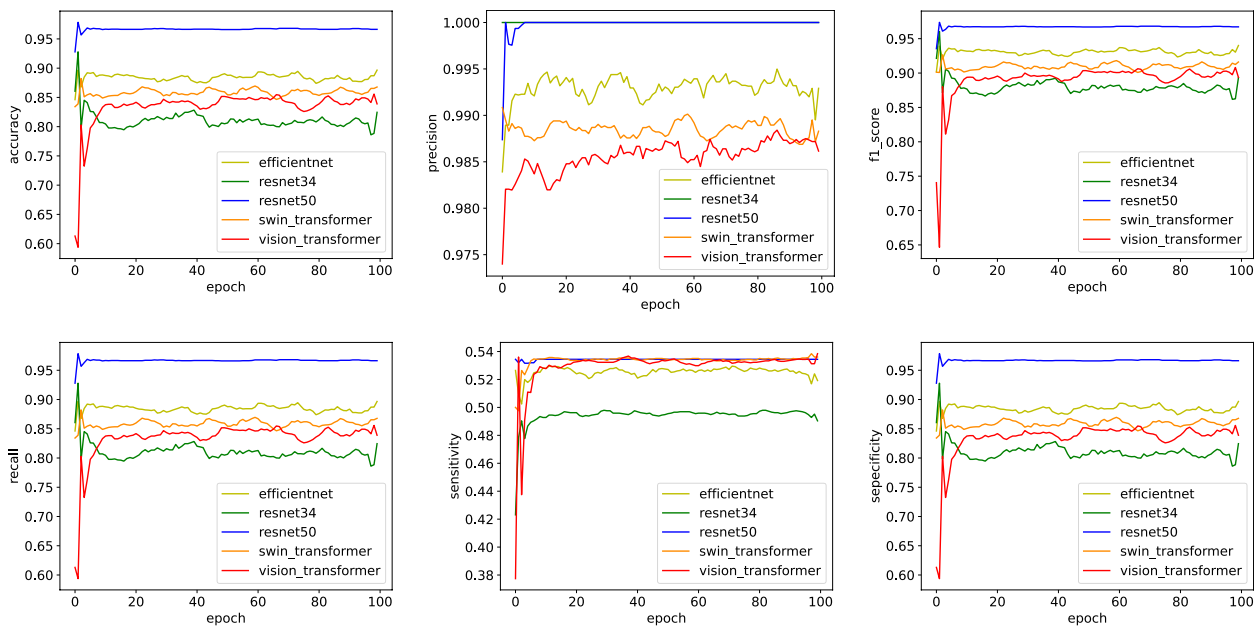 accuracy
0.95
0.90
0.85
0.80
0.75
0.70
0.65
0.60
0 20 40 60 80 100
epoch
efficientnet
resnet34
resnet50
swin_transformer
vision_transformer
precision
1.000
0.995
0.990
0.985
0.980
0.975
0 20 40 60 80 100
epoch
efficientnet
resnet34
resnet50
swin_transformer
vision_transformer
f1_score
0.95
0.90
0.85
0.80
0.75
0.70
0.65
0 20 40 60 80 100
epoch
efficientnet
resnet34
resnet50
swin_transformer
vision_transformer
recall
0.95
0.90
0.85
0.80
0.75
0.70
0.65
0.60
0 20 40 60 80 100
epoch
efficientnet
resnet34
resnet50
swin_transformer
vision_transformer
sensitivity
0.54
0.52
0.50
0.48
0.46
0.44
0.42
0.40
0.38
0 20 40 60 80 100
epoch
efficientnet
resnet34
resnet50
swin_transformer
vision_transformer
sepecificity
0.95
0.90
0.85
0.80
0.75
0.70
0.65
0.60
0 20 40 60 80 100
epoch
efficientnet
resnet34
resnet50
swin_transformer
vision_transformer